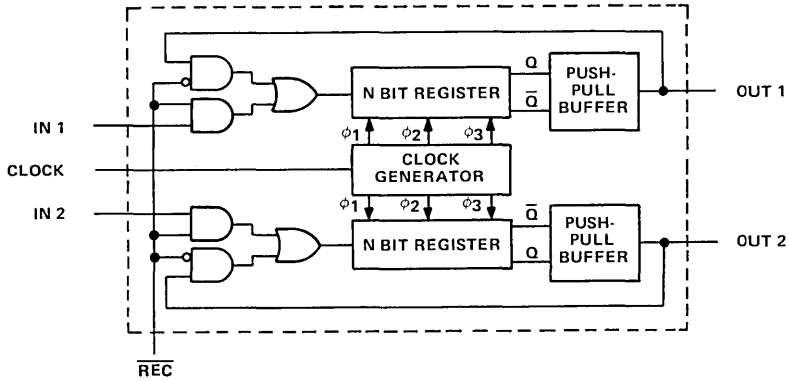 Q
PUSH-
PULL
BUFFER
N BIT REGISTER
Q̅
OUT 1
IN 1
ϕ1 ϕ2 ϕ3
CLOCK
CLOCK
GENERATOR
ϕ1 ϕ2 ϕ3
IN 2
Q̅
PUSH-
PULL
BUFFER
N BIT REGISTER
Q
OUT 2
R̅E̅C̅